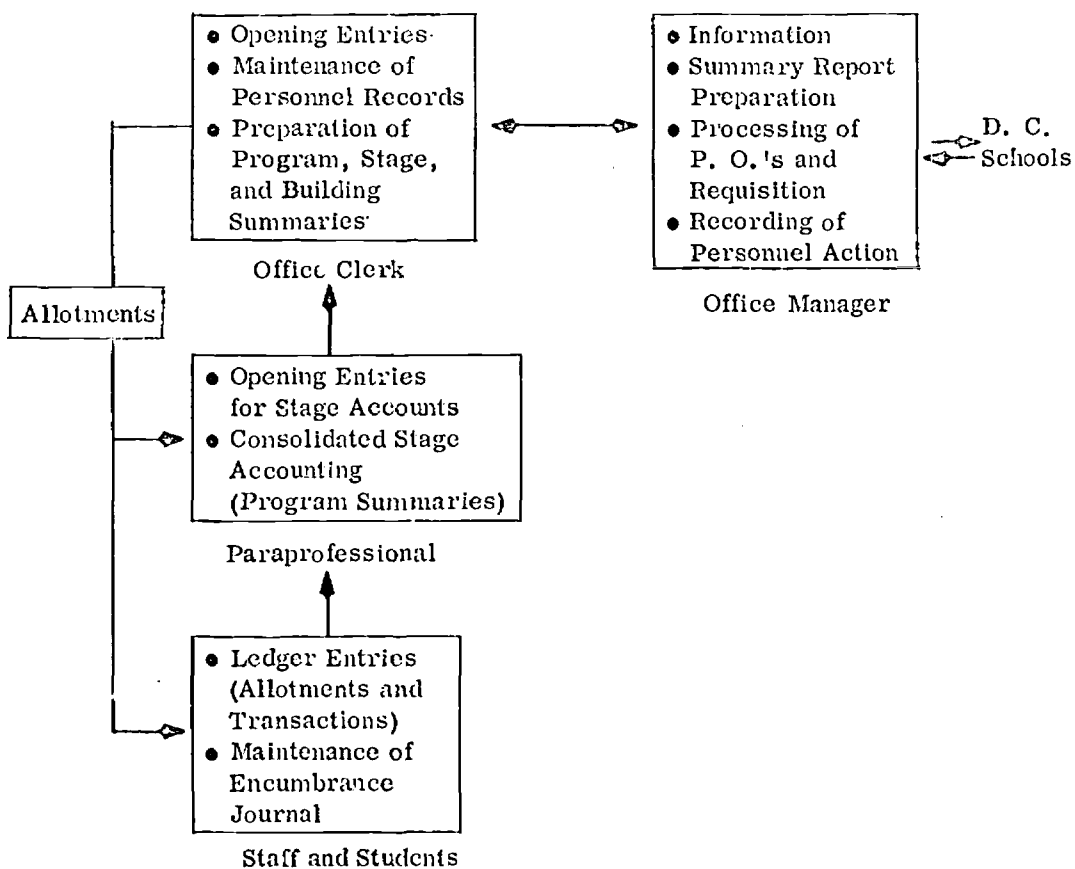 ● Opening Entries
● Maintenance of
Personnel Records
● Preparation of
Program, Stage,
and Building
Summaries
Office Clerk
● Information
● Summary Report
Preparation
● Processing of
P. O.'s and
Requisition
● Recording of
Personnel Action
Office Manager
D. C.
Schools
Allotments
● Opening Entries
for Stage Accounts
● Consolidated Stage
Accounting
(Program Summaries)
Paraprofessional
● Ledger Entries
(Allotments and
Transactions)
● Maintenance of
Encumbrance
Journal
Staff and Students